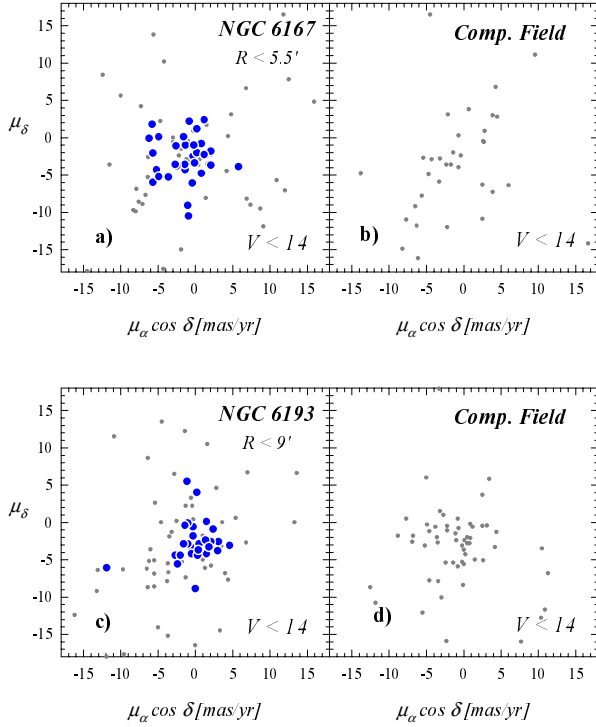 NGC 6167
R < 5.5'
Comp. Field
15
10
5
0
-5
-10
-15
μδ
a)
V < 14
b)
V < 14
-15 -10 -5 0 5 10 15
-15 -10 -5 0 5 10 15
μα cos δ [mas/yr]
μα cos δ [mas/yr]
NGC 6193
R < 9'
Comp. Field
15
10
5
0
-5
-10
-15
μδ
c)
V < 14
d)
V < 14
-15 -10 -5 0 5 10 15
-15 -10 -5 0 5 10 15
μα cos δ [mas/yr]
μα cos δ [mas/yr]